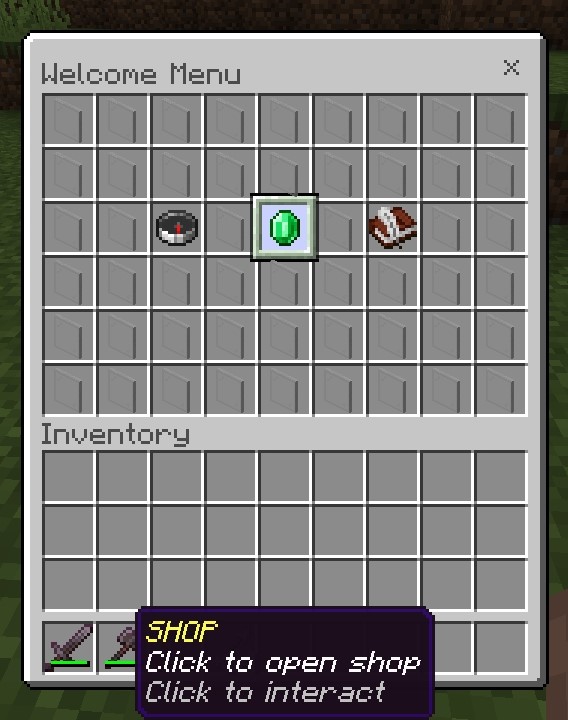 Welcome Menu
Inventory
SHOP
Click to open shop
Click to interact